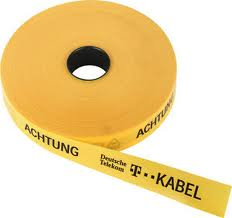 ACHTUNG
ACHTUNG
Deutsche
Telekom
T··KABEL